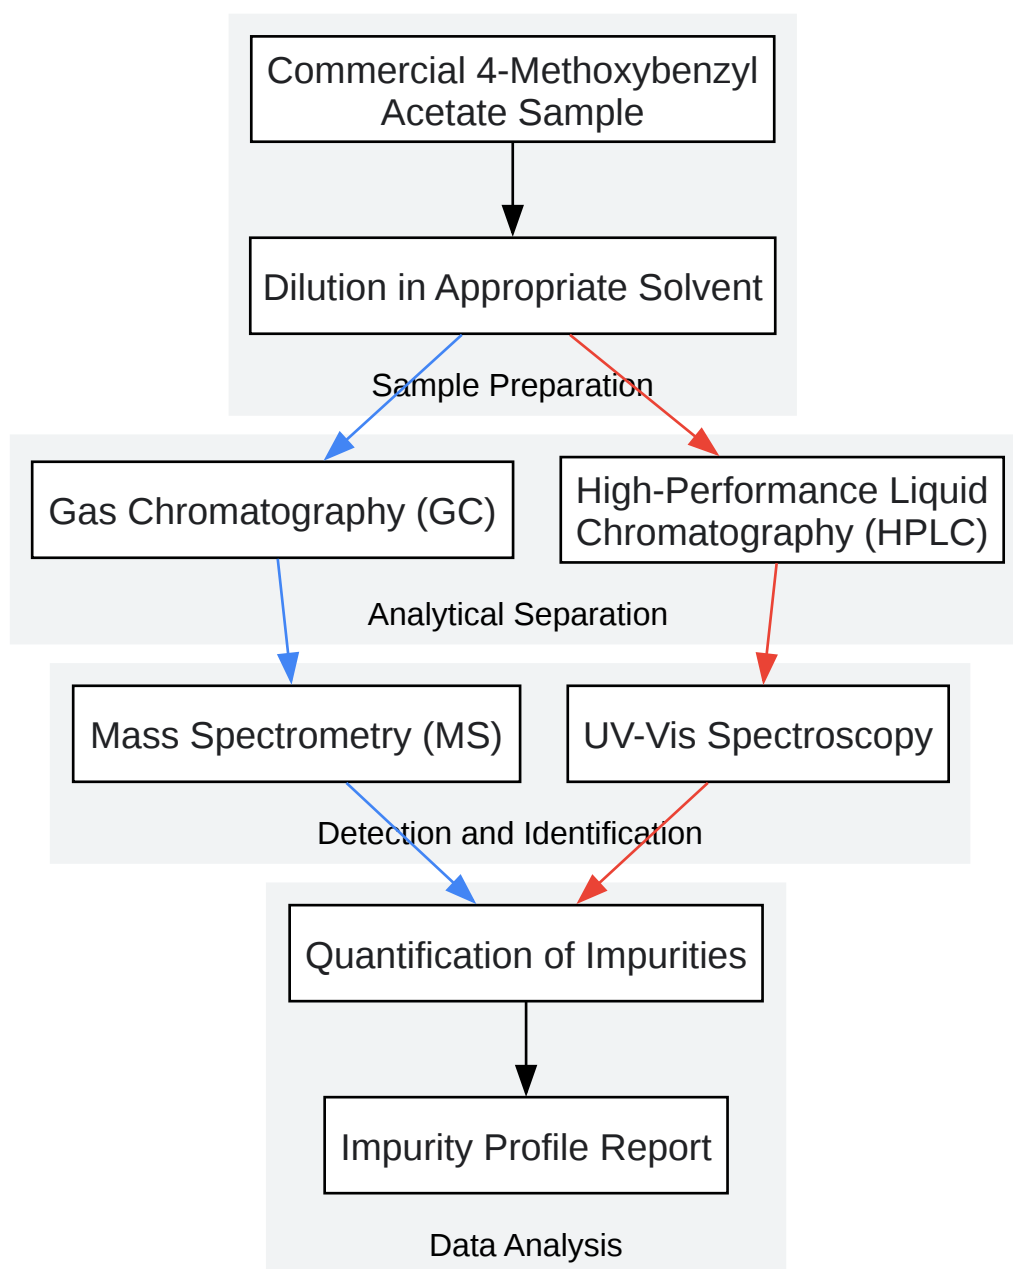 Commercial 4-Methoxybenzyl
Acetate Sample
Dilution in Appropriate Solvent
Sample Preparation
Gas Chromatography (GC)
High-Performance Liquid
Chromatography (HPLC)
Analytical Separation
Mass Spectrometry (MS)
UV-Vis Spectroscopy
Detection and Identification
Quantification of Impurities
Impurity Profile Report
Data Analysis